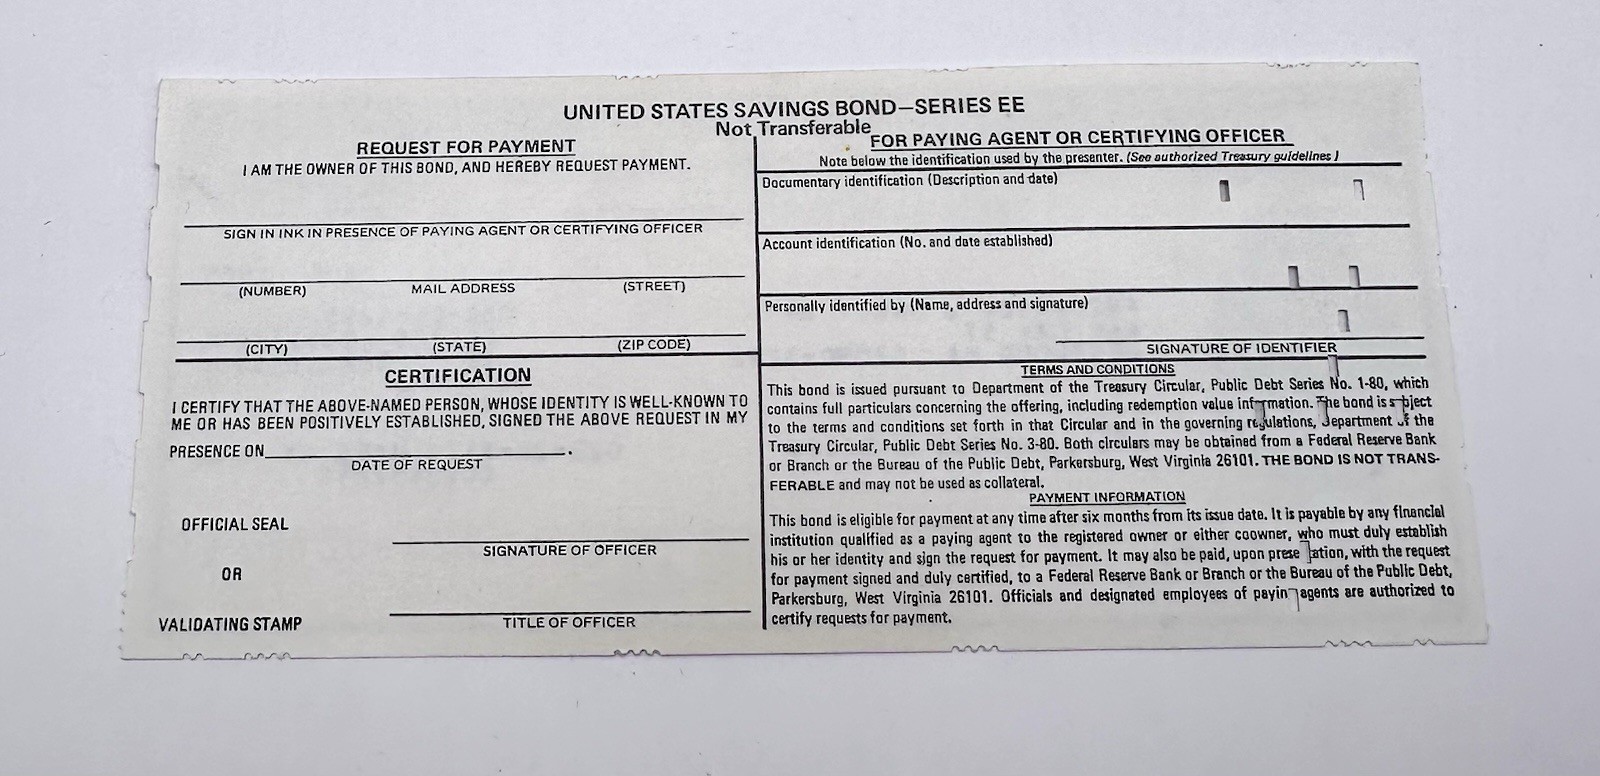 UNITED STATES SAVINGS BOND—SERIES EE
Not Transferable
REQUEST FOR PAYMENT
I AM THE OWNER OF THIS BOND, AND HEREBY REQUEST PAYMENT.
SIGN IN INK IN PRESENCE OF PAYING AGENT OR CERTIFYING OFFICER
(NUMBER) MAIL ADDRESS (STREET)
(CITY) (STATE) (ZIP CODE)
CERTIFICATION
I CERTIFY THAT THE ABOVE-NAMED PERSON, WHOSE IDENTITY IS WELL-KNOWN TO
ME OR HAS BEEN POSITIVELY ESTABLISHED, SIGNED THE ABOVE REQUEST IN MY
PRESENCE ON .
DATE OF REQUEST
OFFICIAL SEAL
SIGNATURE OF OFFICER
OR
VALIDATING STAMP
TITLE OF OFFICER
FOR PAYING AGENT OR CERTIFYING OFFICER
Note below the identification used by the presenter. (See authorized Treasury guidelines)
Documentary identification (Description and date)
Account identification (No. and date established)
Personally identified by (Name, address and signature)
SIGNATURE OF IDENTIFIER
TERMS AND CONDITIONS
This bond is issued pursuant to Department of the Treasury Circular, Public Debt Series No. 1-80, which
contains full particulars concerning the offering, including redemption value information. The bond is subject
to the terms and conditions set forth in that Circular and in the governing regulations, Department of the
Treasury Circular, Public Debt Series No. 3-80. Both circulars may be obtained from a Federal Reserve Bank
or Branch or the Bureau of the Public Debt, Parkersburg, West Virginia 26101. THE BOND IS NOT TRANS-
FERABLE and may not be used as collateral.
PAYMENT INFORMATION
This bond is eligible for payment at any time after six months from its issue date. It is payable by any financial
institution qualified as a paying agent to the registered owner or either coowner, who must duly establish
his or her identity and sign the request for payment. It may also be paid, upon presentation, with the request
for payment signed and duly certified, to a Federal Reserve Bank or Branch or the Bureau of the Public Debt,
Parkersburg, West Virginia 26101. Officials and designated employees of paying agents are authorized to
certify requests for payment.